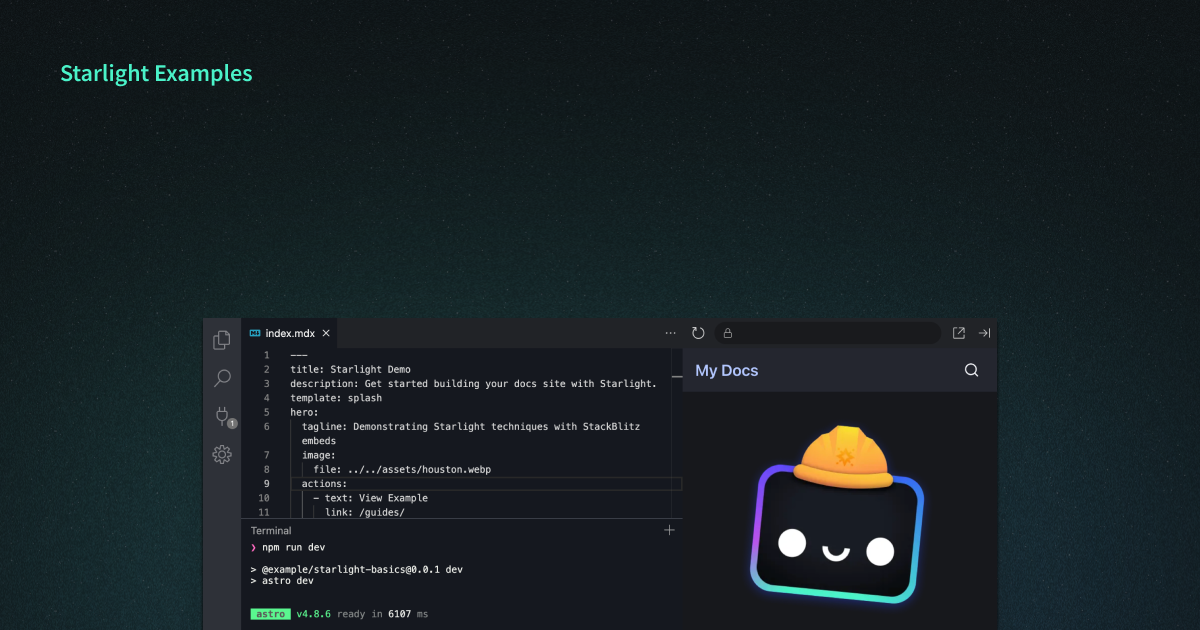 Starlight Examples
index.mdx
1 ---
2 title: Starlight Demo
3 description: Get started building your docs site with Starlight.
4 template: splash
5 hero:
6 tagline: Demonstrating Starlight techniques with StackBlitz
embeds
7 image:
8 file: ../../assets/houston.webp
9 actions:
10 - text: View Example
11 link: /guides/
1
Terminal
❯ npm run dev
> @example/starlight-basics@0.0.1 dev
> astro dev
astro v4.8.6 ready in 6107 ms
My Docs